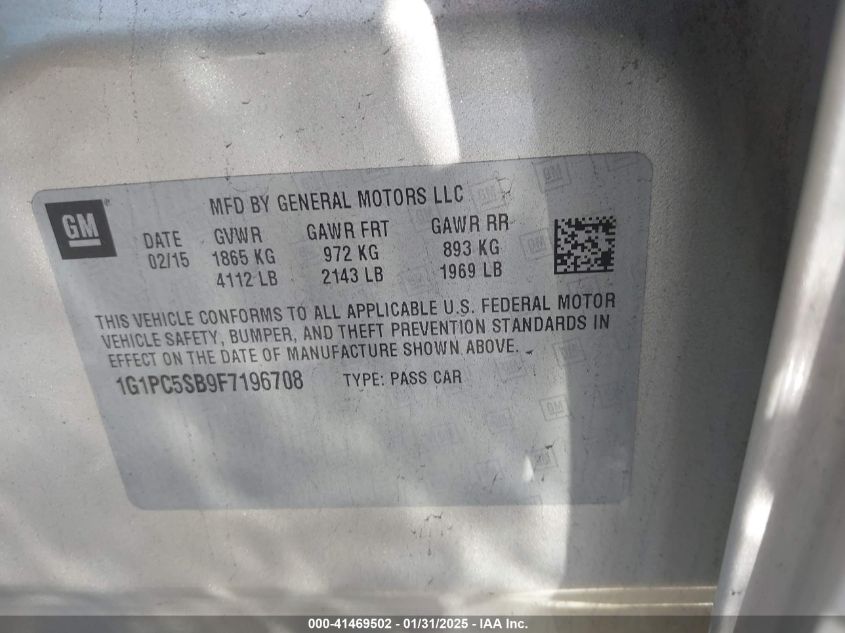 GM
MFD BY GENERAL MOTORS LLC
DATE GVWR GAWR FRT GAWR RR
02/15 1865 KG 972 KG 893 KG
4112 LB 2143 LB 1969 LB
THIS VEHICLE CONFORMS TO ALL APPLICABLE U.S. FEDERAL MOTOR
VEHICLE SAFETY, BUMPER, AND THEFT PREVENTION STANDARDS IN
EFFECT ON THE DATE OF MANUFACTURE SHOWN ABOVE.
1G1PC5SB9F7196708 TYPE: PASS CAR
000-41469502 - 01/31/2025 - IAA Inc.